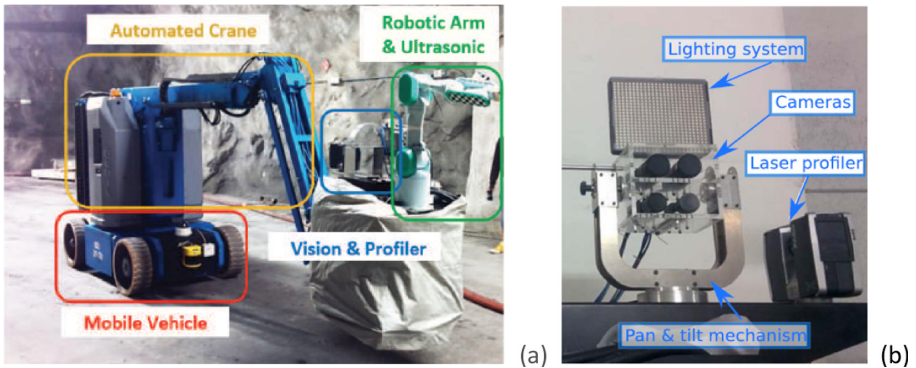 Automated Crane
Robotic Arm
& Ultrasonic
Vision & Profiler
Mobile Vehicle
(a)
Lighting system
Cameras
Laser profiler
Pan & tilt mechanism
(b)